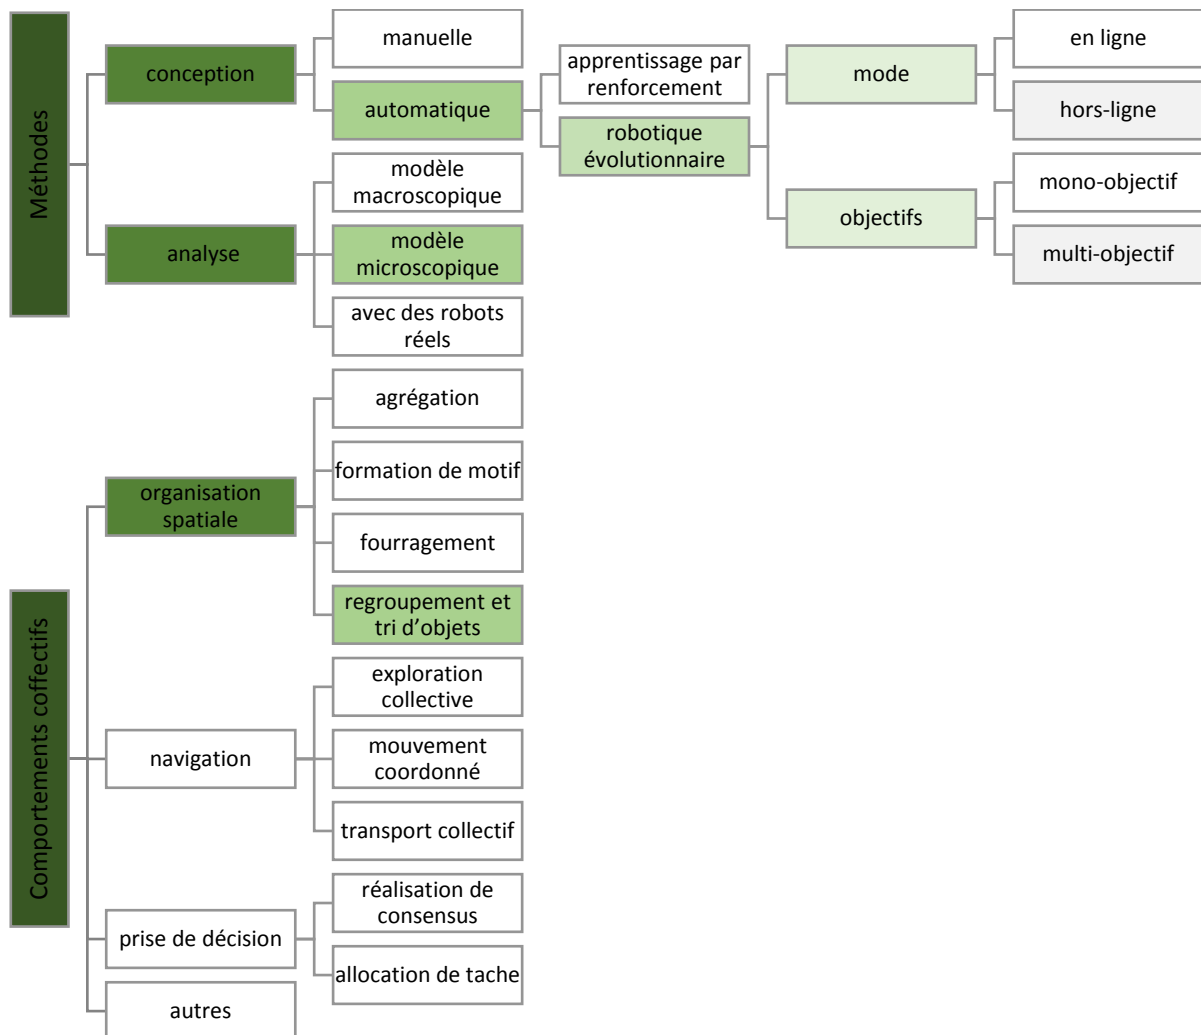 Méthodes
conception
manuelle
automatique
apprentissage par
renforcement
robotique
évolutionnaire
mode
en ligne
hors-ligne
objectifs
mono-objectif
multi-objectif
analyse
modèle
macroscopique
modèle
microscopique
avec des robots
réels
Comportements coffectifs
organisation
spatiale
agrégation
formation de motif
fourragement
regroupement et
tri d’objets
navigation
exploration
collective
mouvement
coordonné
transport collectif
prise de décision
réalisation de
consensus
allocation de tache
autres